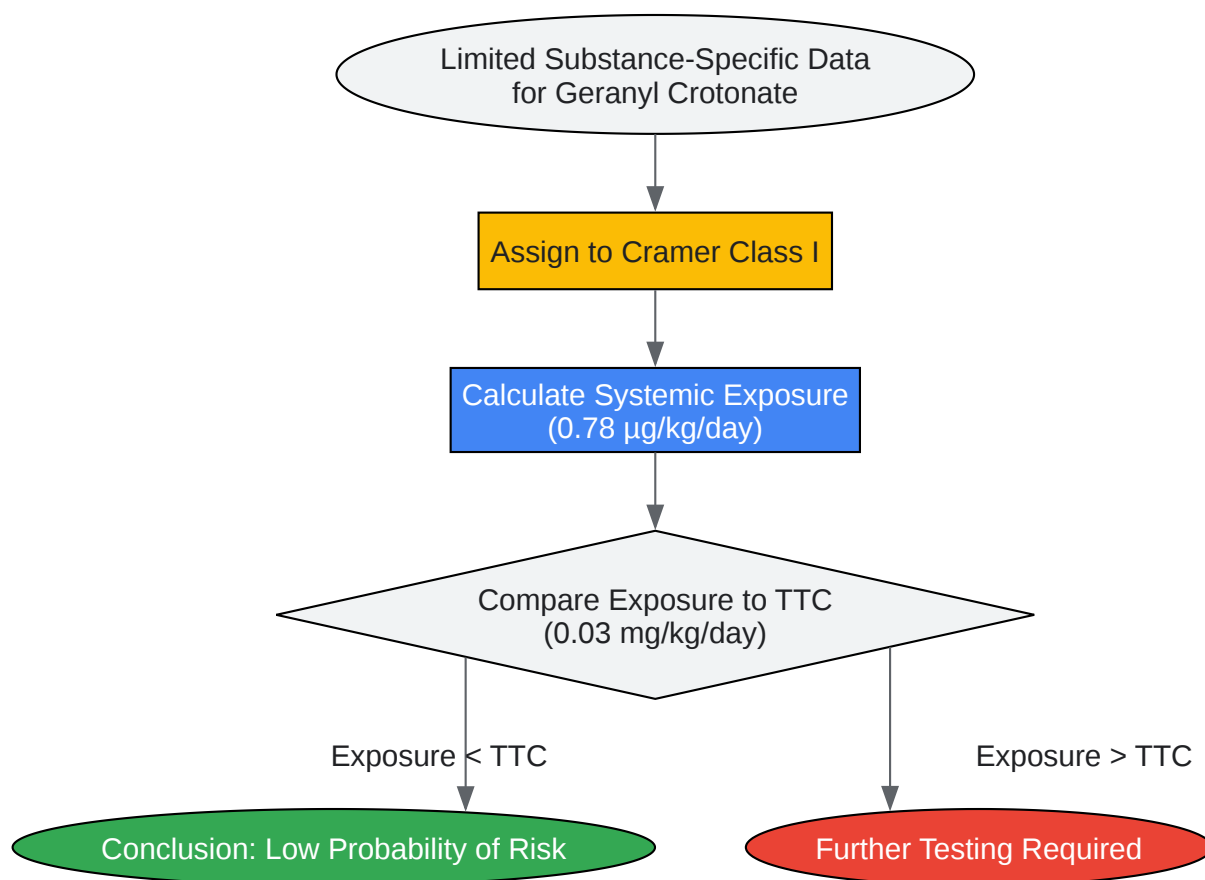 Limited Substance-Specific Data
for Geranyl Crotonate
Assign to Cramer Class I
Calculate Systemic Exposure
(0.78 µg/kg/day)
Compare Exposure to TTC
(0.03 mg/kg/day)
Exposure < TTC
Exposure > TTC
Conclusion: Low Probability of Risk
Further Testing Required